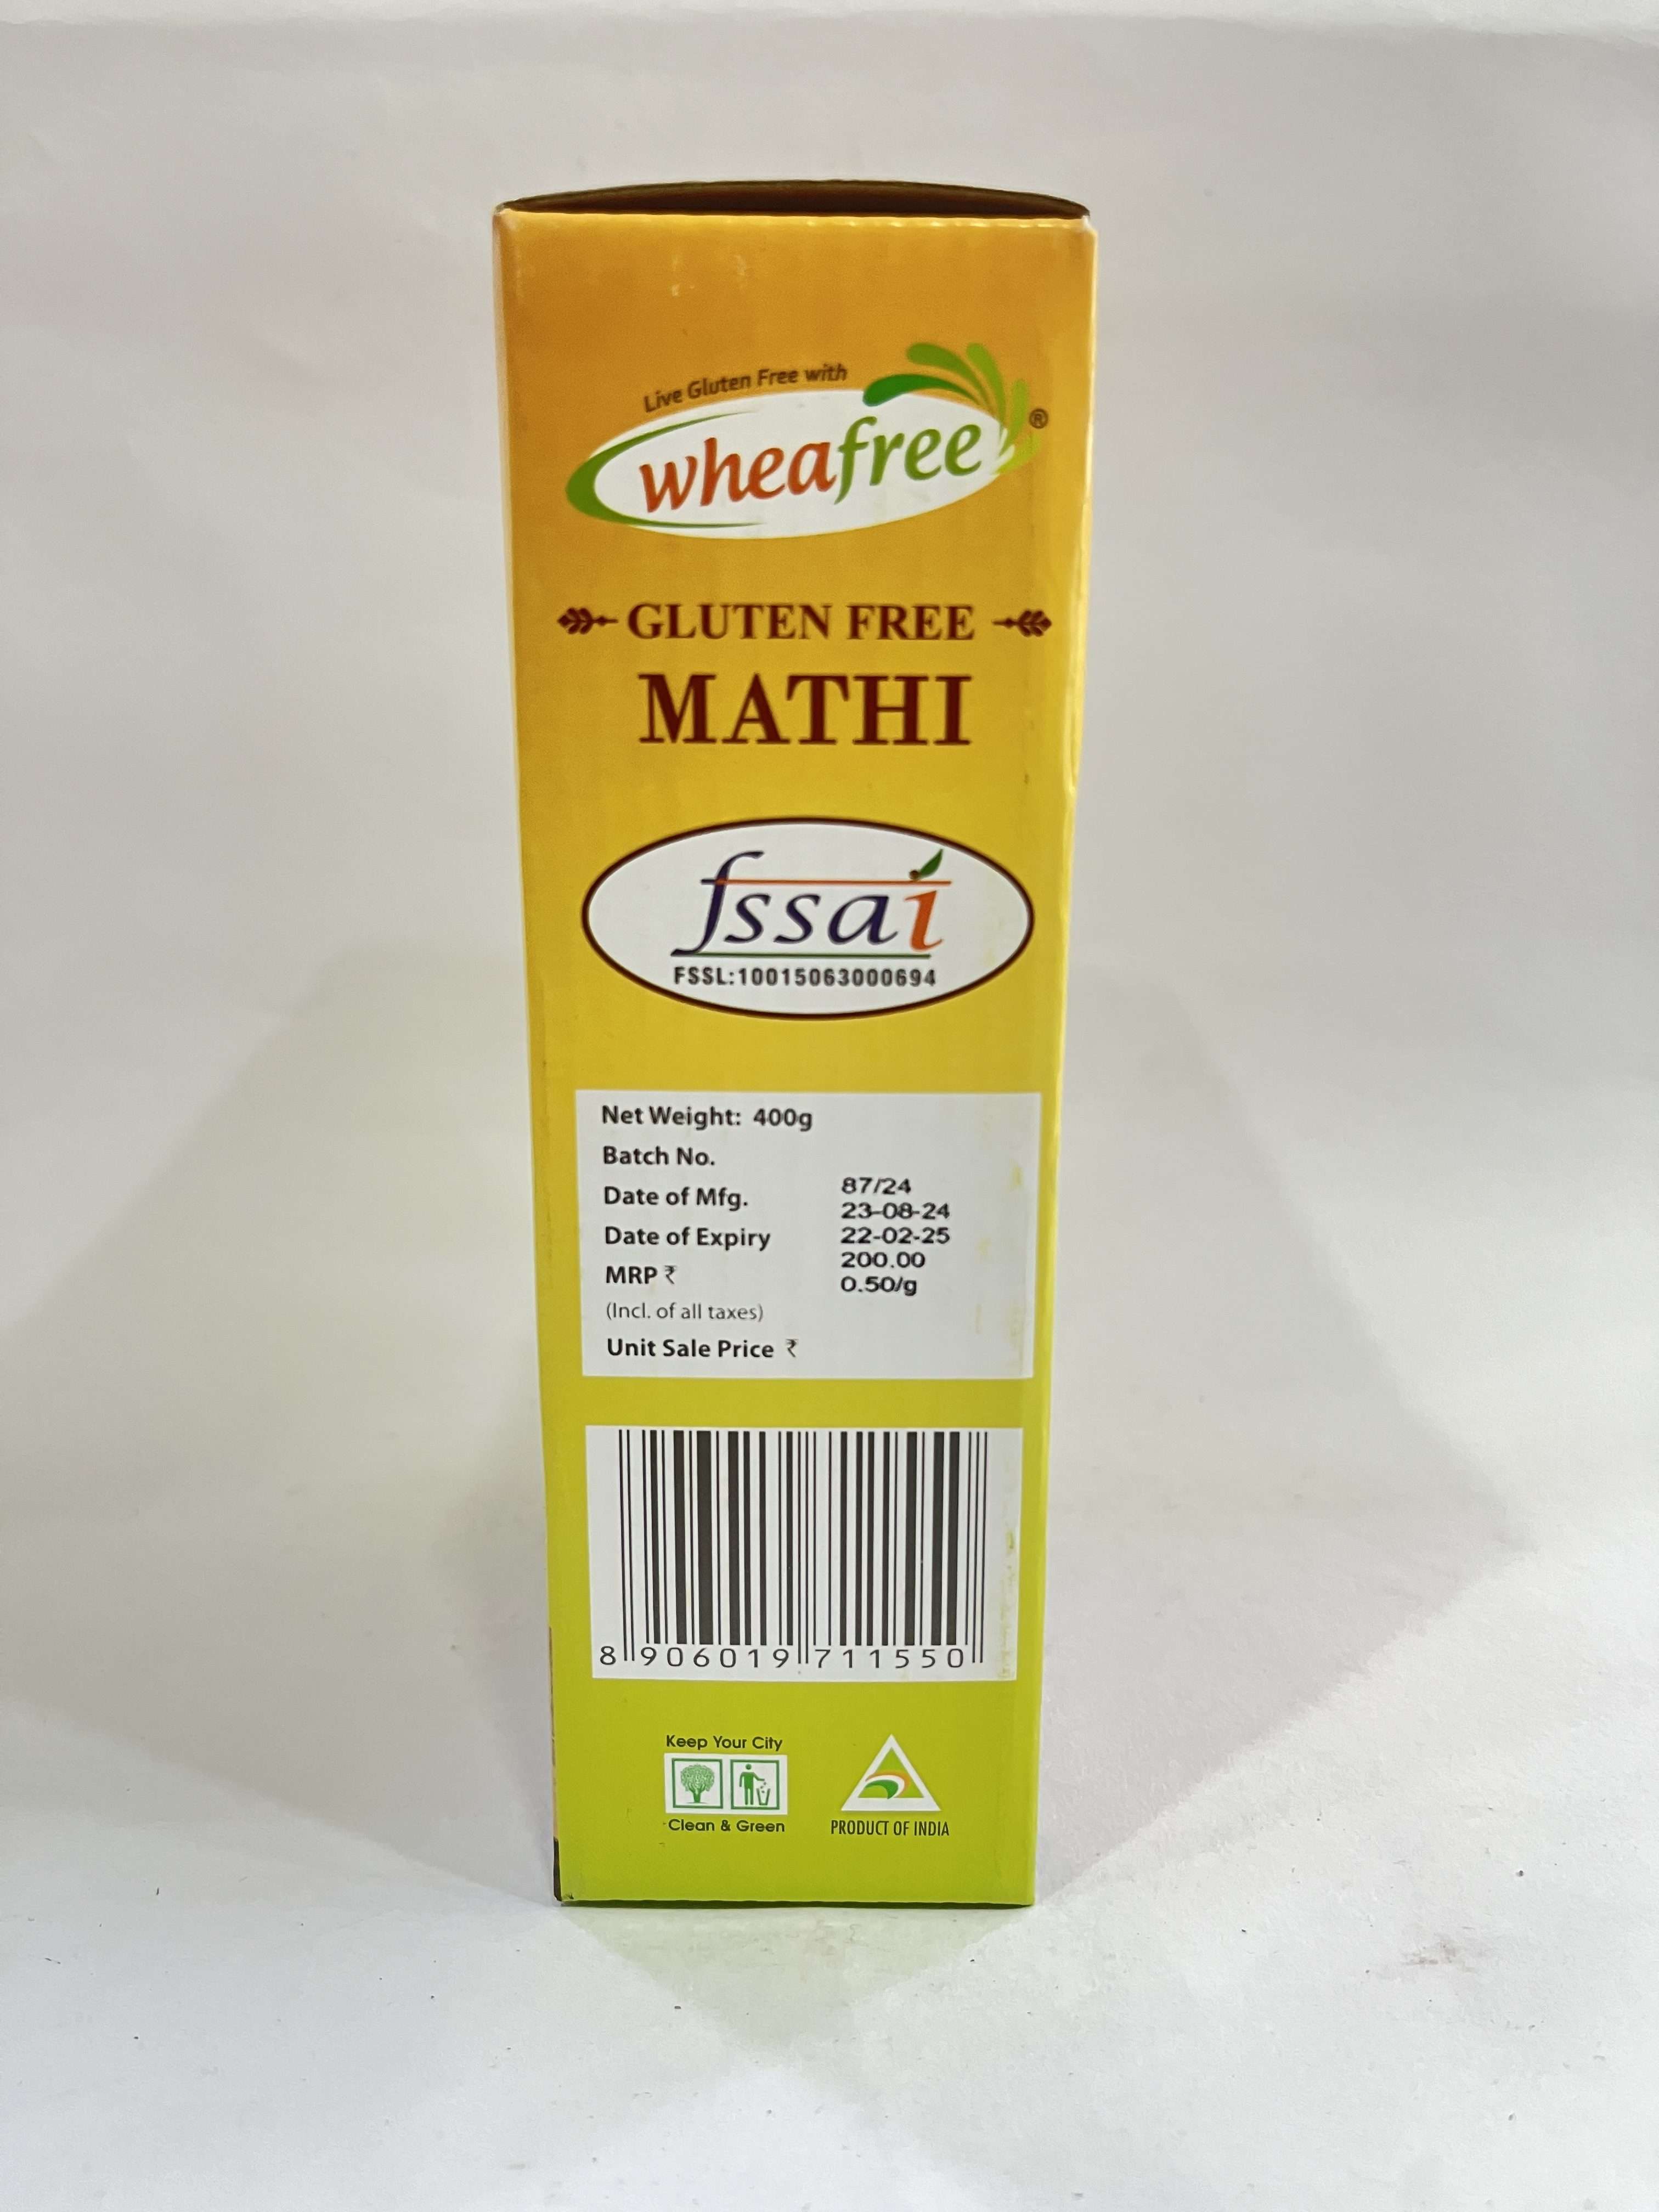 Live Gluten Free with
wheafree®
GLUTEN FREE
MATHI
fssai
FSSL:10015063000694
Net Weight: 400g
Batch No.
87/24
Date of Mfg.
23-08-24
Date of Expiry
22-02-25
MRP ₹
200.00
(Incl. of all taxes)
Unit Sale Price ₹
0.50/g
8 906019 711550
Keep Your City
Clean & Green
PRODUCT OF INDIA